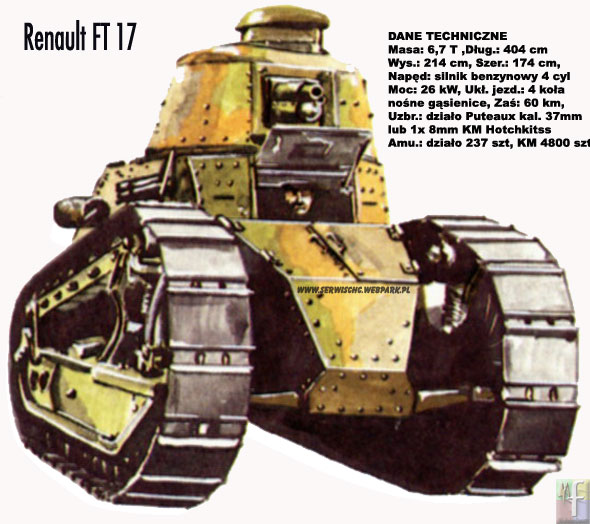 Renault FT 17
DANE TECHNICZNE
Masa: 6,7 T ,Dług.: 404 cm
Wys.: 214 cm, Szer.: 174 cm,
Napęd: silnik benzynowy 4 cyl
Moc: 26 kW, Ukł. jezd.: 4 koła
nośne gąsienice, Zaś: 60 km,
Uzbr.: działo Puteaux kal. 37mm
lub 1x 8mm KM Hotchkitss
Amu.: działo 237 szt, KM 4800 szt
WWW.SERWISCHG.WEBPARK.PL
f